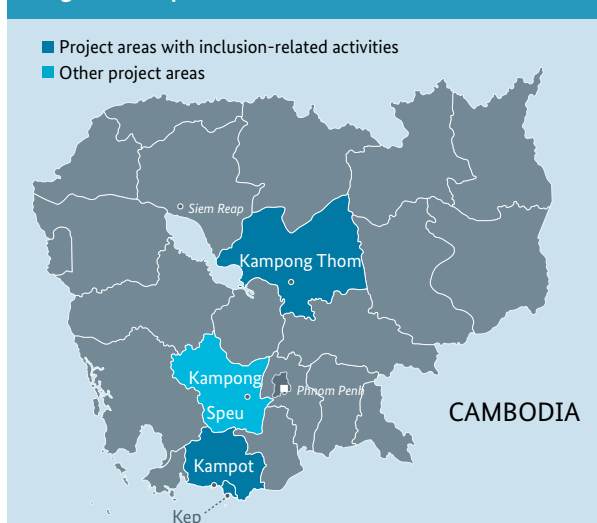 Project areas with inclusion-related activities
Other project areas
Siem Reap
Kampong Thom
Kampong
Speu
Phnom Penh
CAMBODIA
Kampot
Kep